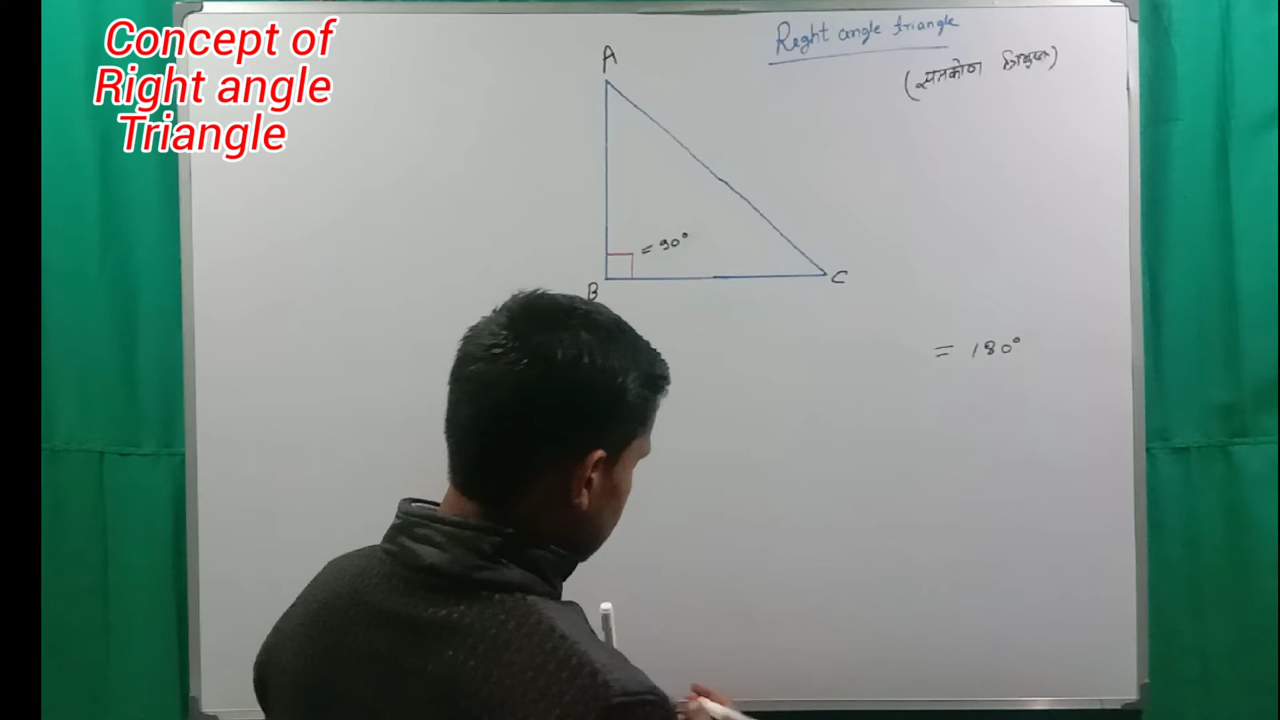 Concept of
Right angle
Triangle
Right angle triangle
(समकोण त्रिभुज)
A
= 90°
B
C
= 180°